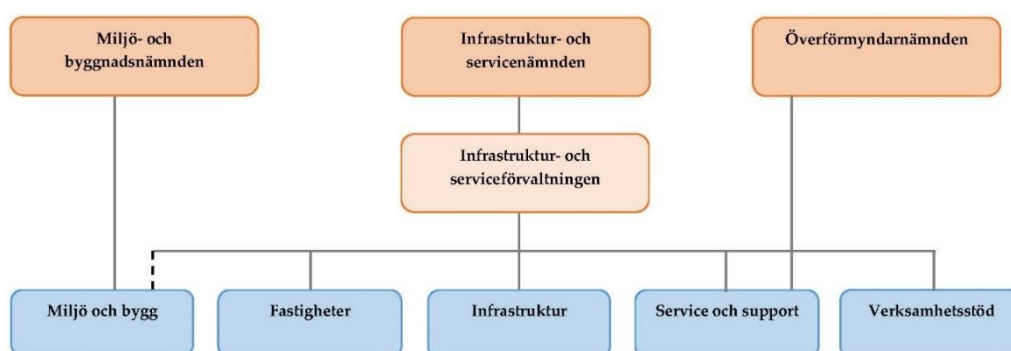 Miljö- och
byggnadsnämnden
Infrastruktur- och
servicenämnden
Överförmyndarnämnden
Infrastruktur- och
serviceförvaltningen
Miljö och bygg
Fastigheter
Infrastruktur
Service och support
Verksamhetsstöd